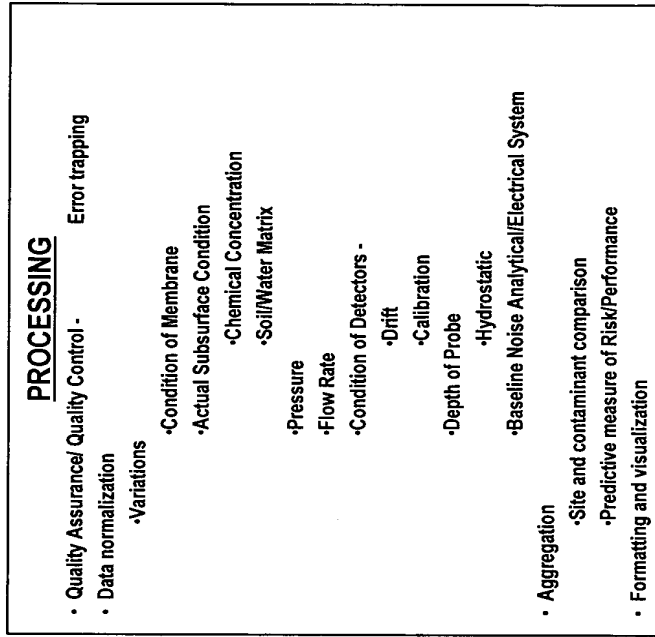 PROCESSING
• Quality Assurance/ Quality Control - Error trapping
• Data normalization
•Variations
•Condition of Membrane
•Actual Subsurface Condition
•Chemical Concentration
•Soil/Water Matrix
•Pressure
•Flow Rate
•Condition of Detectors -
•Drift
•Calibration
•Depth of Probe
•Hydrostatic
•Baseline Noise Analytical/Electrical System
• Aggregation
•Site and contaminant comparison
•Predictive measure of Risk/Performance
• Formatting and visualization